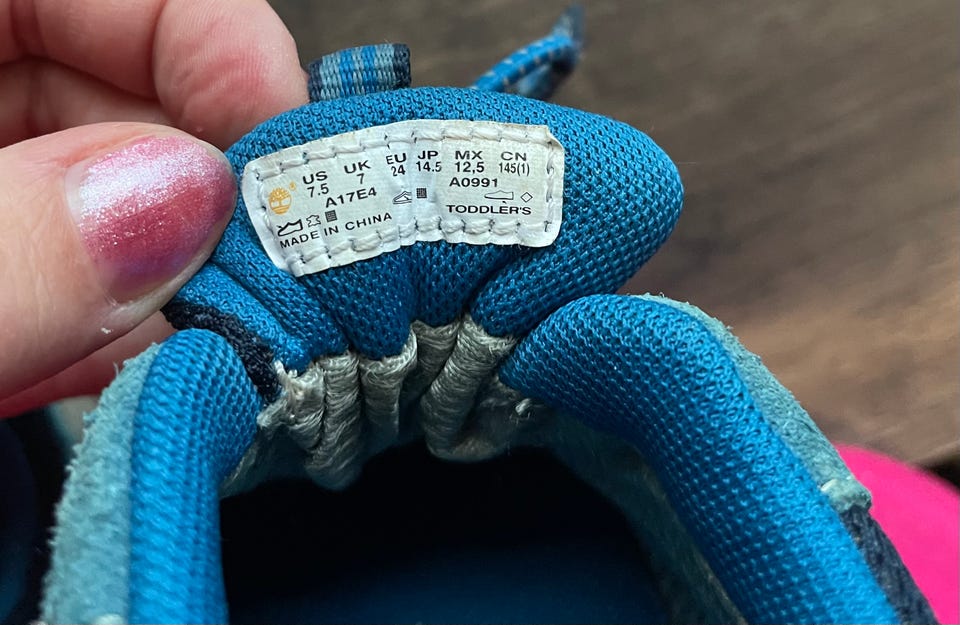 US UK EU JP MX CN
7.5 7 24 14.5 12,5 145(1)
A17E4 A0991
TODDLER'S
MADE IN CHINA